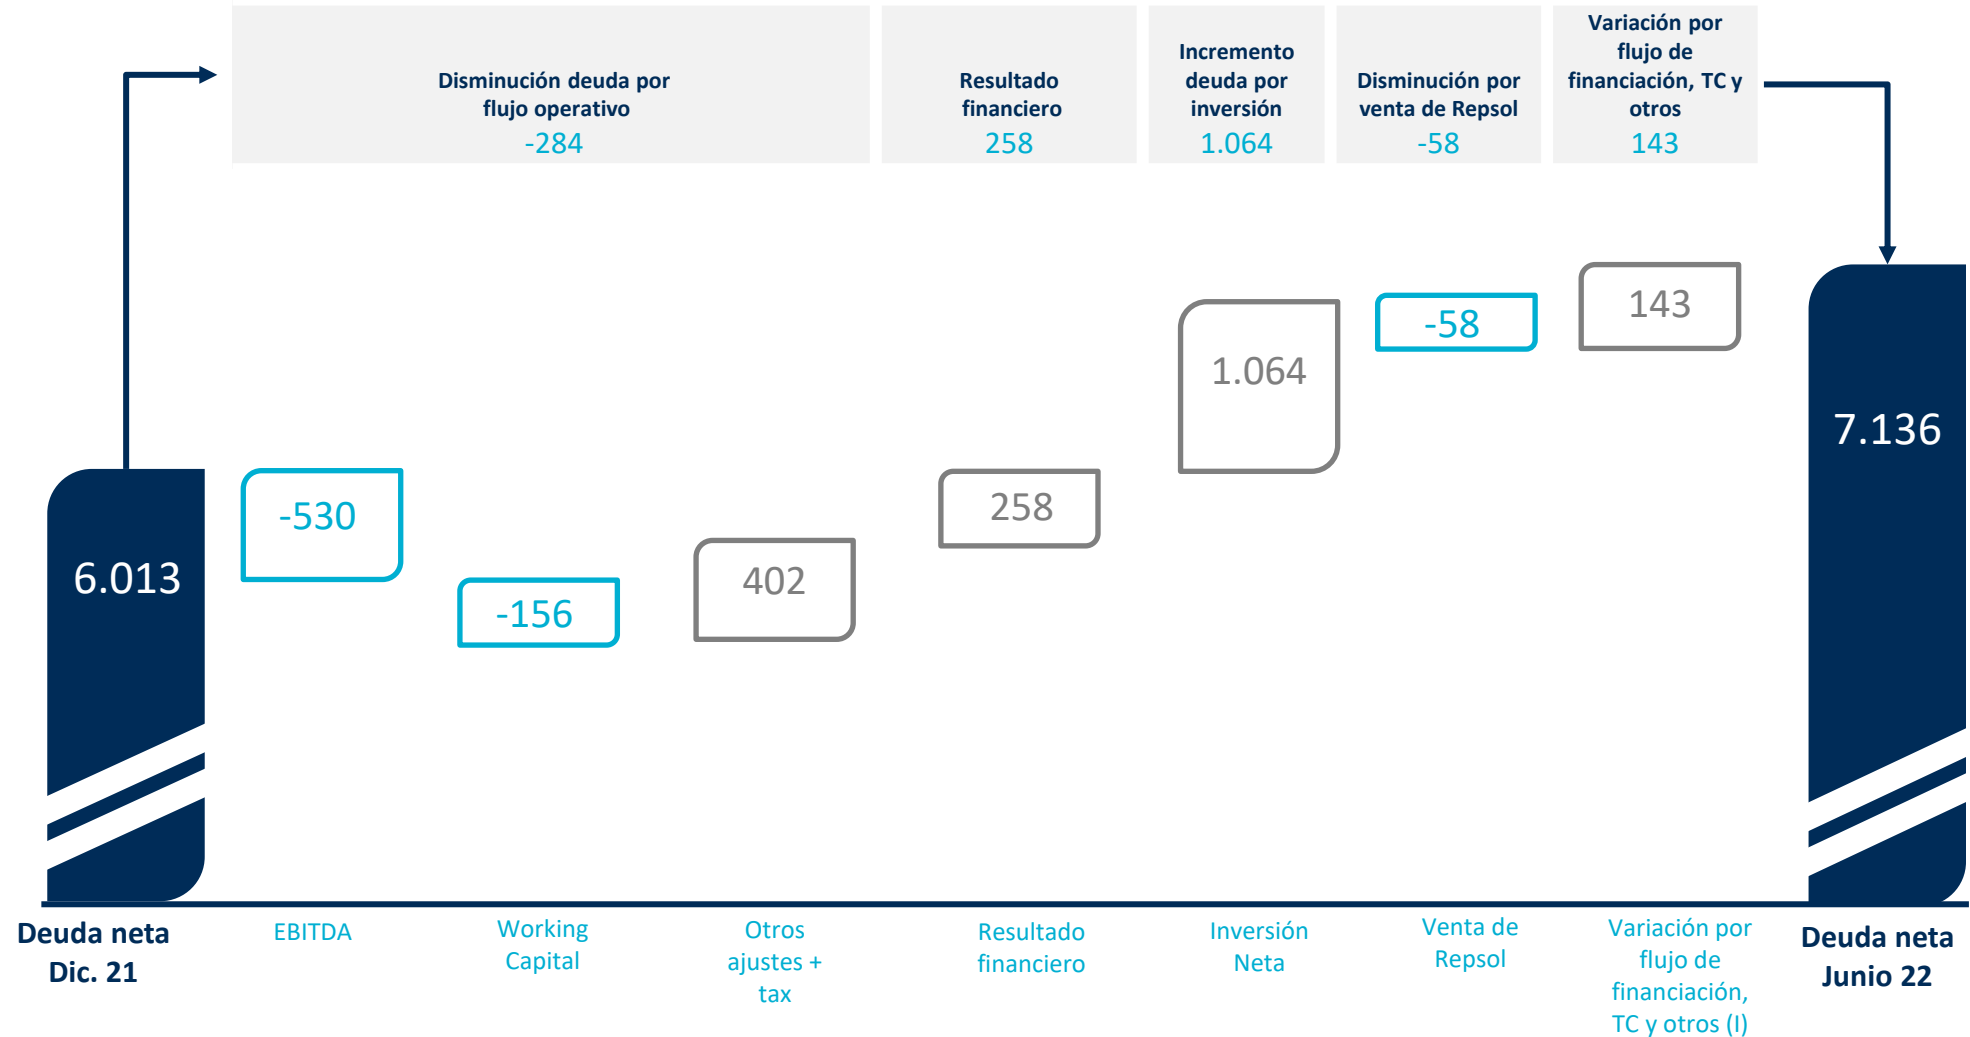 Disminución deuda por
flujo operativo
-284
Resultado
financiero
258
Incremento
deuda por
inversión
1.064
Disminución por
venta de Repsol
-58
Variación por
flujo de
financiación, TC y
otros
143
6.013
-530
-156
402
258
1.064
-58
143
7.136
Deuda neta
Dic. 21
EBITDA
Working
Capital
Otros
ajustes +
tax
Resultado
financiero
Inversión
Neta
Venta de
Repsol
Variación por
flujo de
financiación,
TC y otros (I)
Deuda neta
Junio 22